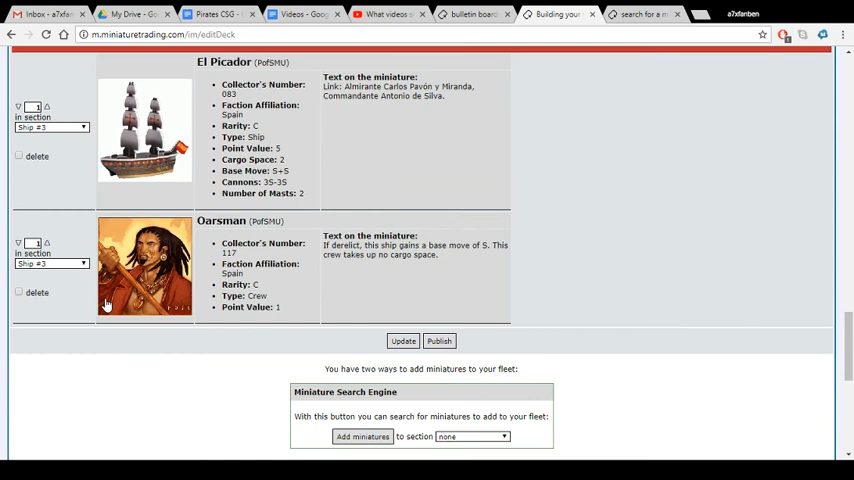 Inbox - a7xfan
My Drive - Goo
Pirates CSG - G
Videos - Googl
What videos s
bulletin board
Building your
search for a m
a7xfanben
m.miniaturetrading.com/im/editDeck
El Picador (PofSMU)
1
in section
Ship #3
delete
Collector's Number:
083
Faction Affiliation:
Spain
Rarity: C
Type: Ship
Point Value: 5
Cargo Space: 2
Base Move: S+S
Cannons: 3S-3S
Number of Masts: 2
Text on the miniature:
Link: Almirante Carlos Pavón y Miranda,
Commandante Antonio de Silva.
Oarsman (PofSMU)
1
in section
Ship #3
delete
Collector's Number:
117
Faction Affiliation:
Spain
Rarity: C
Type: Crew
Point Value: 1
Text on the miniature:
If derelict, this ship gains a base move of S. This
crew takes up no cargo space.
Update Publish
You have two ways to add miniatures to your fleet:
Miniature Search Engine
With this button you can search for miniatures to add to your fleet:
Add miniatures to section none